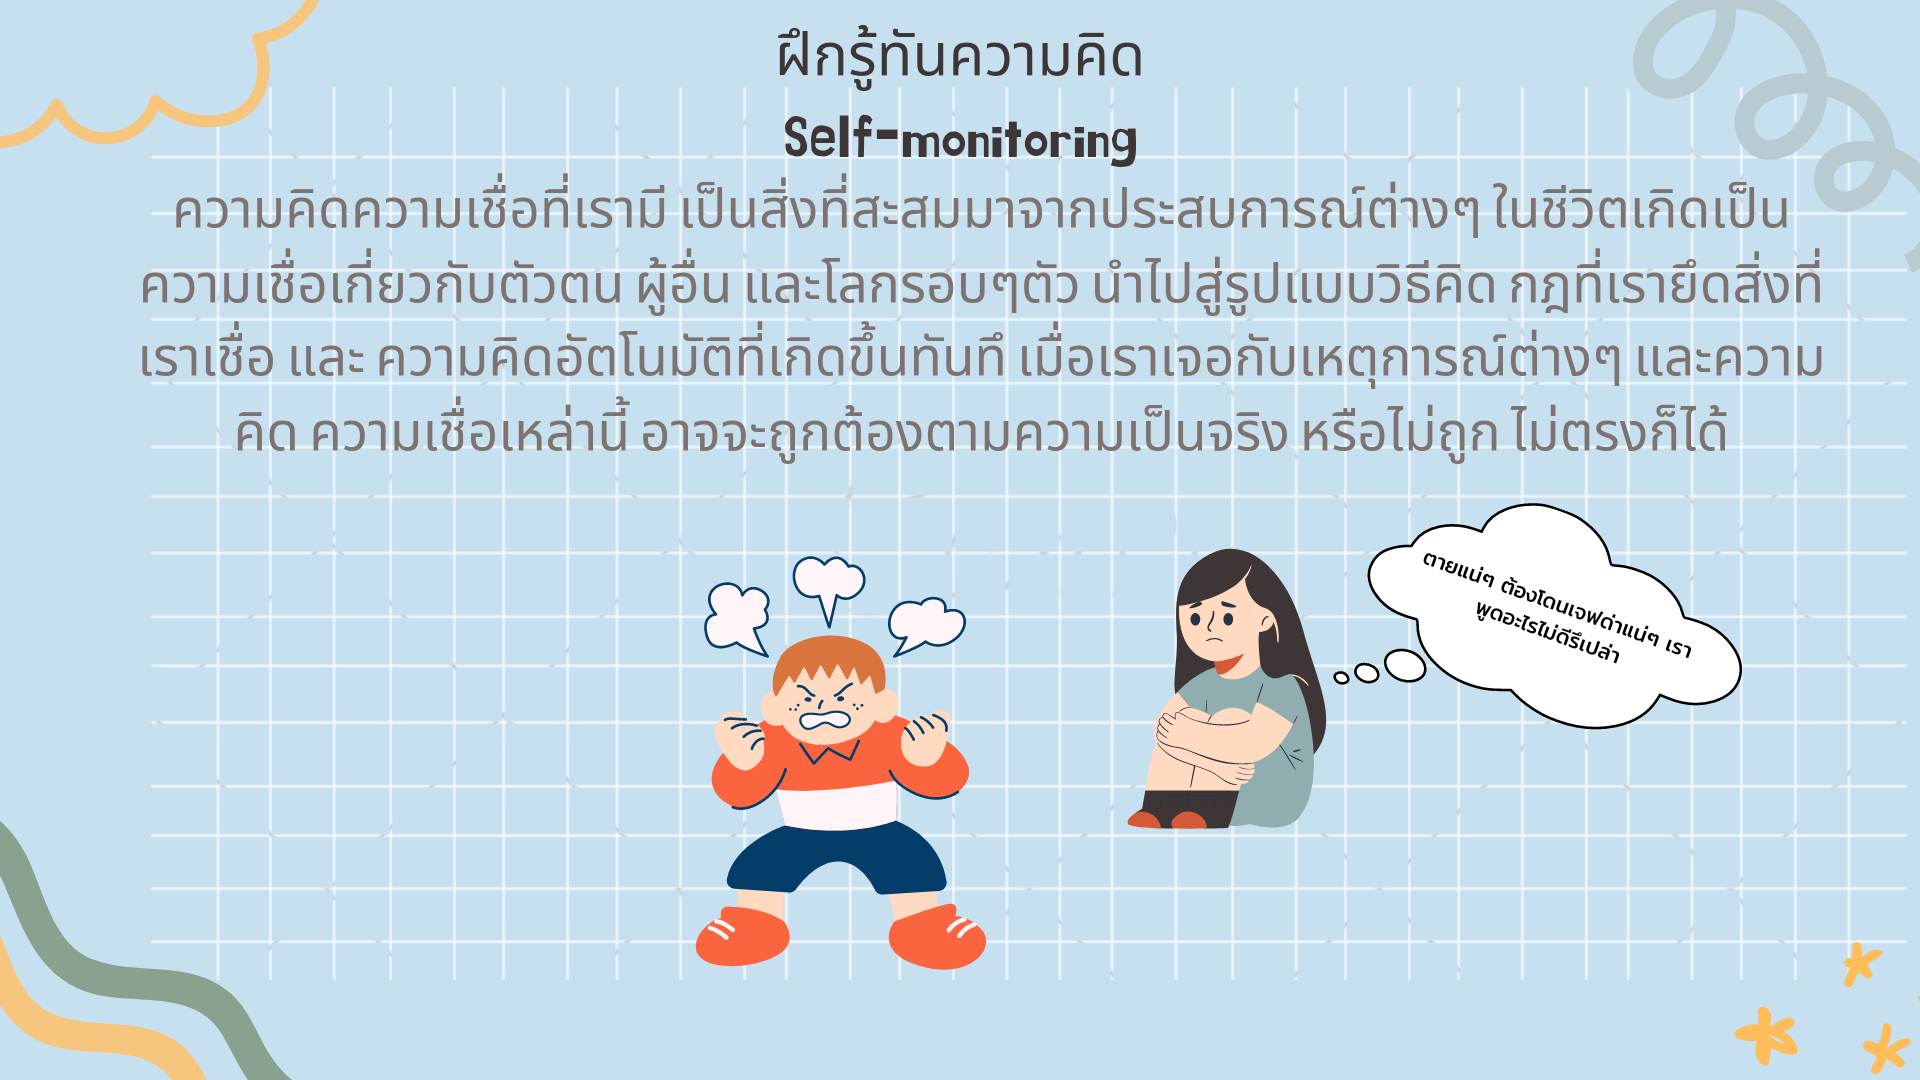 ฝึกรู้ทันความคิด
Self-monitoring
ความคิดความเชื่อที่เรามี เป็นสิ่งที่สะสมมาจากประสบการณ์ต่างๆ ในชีวิตเกิดเป็น
ความเชื่อเกี่ยวกับตัวตน ผู้อื่น และโลกรอบๆตัว นำไปสู่รูปแบบวิธีคิด กฎที่เรายึดสิ่งที่
เราเชื่อ และ ความคิดอัตโนมัติที่เกิดขึ้นทันทึ เมื่อเราเจอกับเหตุการณ์ต่างๆ และความ
คิด ความเชื่อเหล่านี้ อาจจะถูกต้องตามความเป็นจริง หรือไม่ถูก ไม่ตรงก็ได้
ตายแน่ๆ ต้องโดนเจฟด่าแน่ๆ เรา
พูดอะไรไม่ดีรึเปล่า